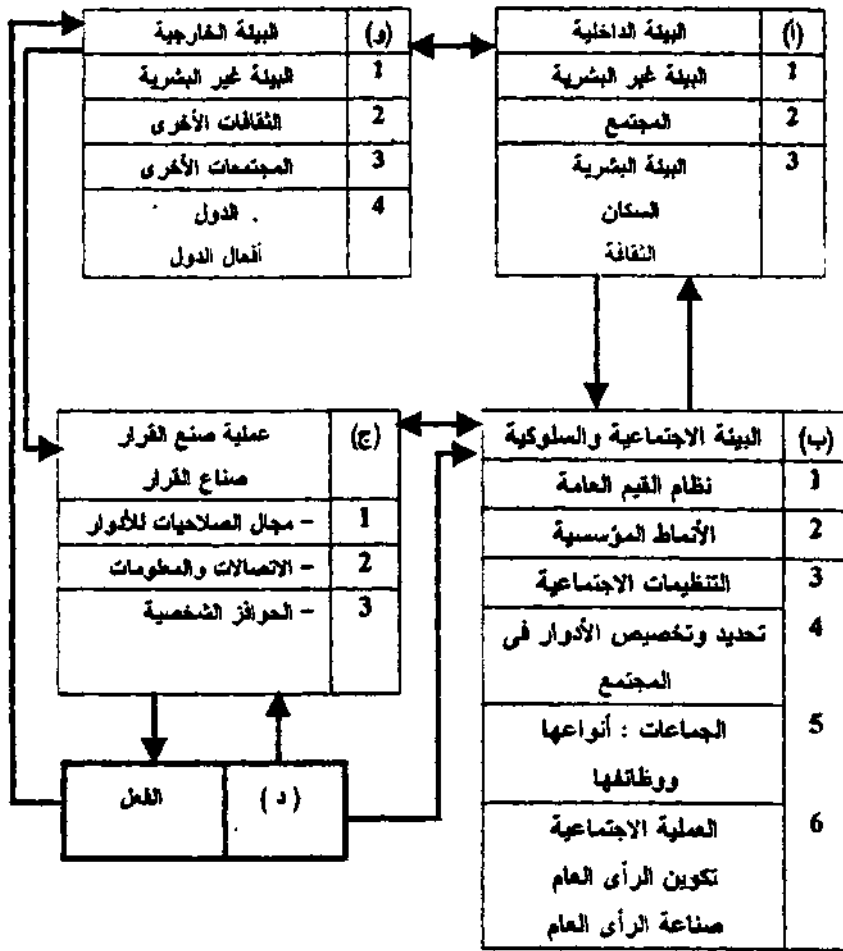 (أ) البيئة الداخلية
1 البيئة غير البشرية
2 المجتمع
3 البيئة البشرية
السكان
الثقافة
(و) البيئة الخارجية
1 البيئة غير البشرية
2 الثقافات الأخرى
3 المجتمعات الأخرى
4 الدول .
أفعال الدول
(ب) البيئة الاجتماعية والسلوكية
1 نظام القيم العامة
2 الأنماط المؤسسية
3 التنظيمات الاجتماعية
4 تحديد وتخصيص الأدوار فى
المجتمع
5 الجماعات : أنواعها
ووظائفها
6 العملية الاجتماعية
تكوين الرأى العام
صناعة الرأى العام
(ج) عملية صنع القرار
صناع القرار
1 – مجال الصلاحيات للأدوار
2 – الاتصالات والمعلومات
3 – الحوافز الشخصية
( د ) الفعل